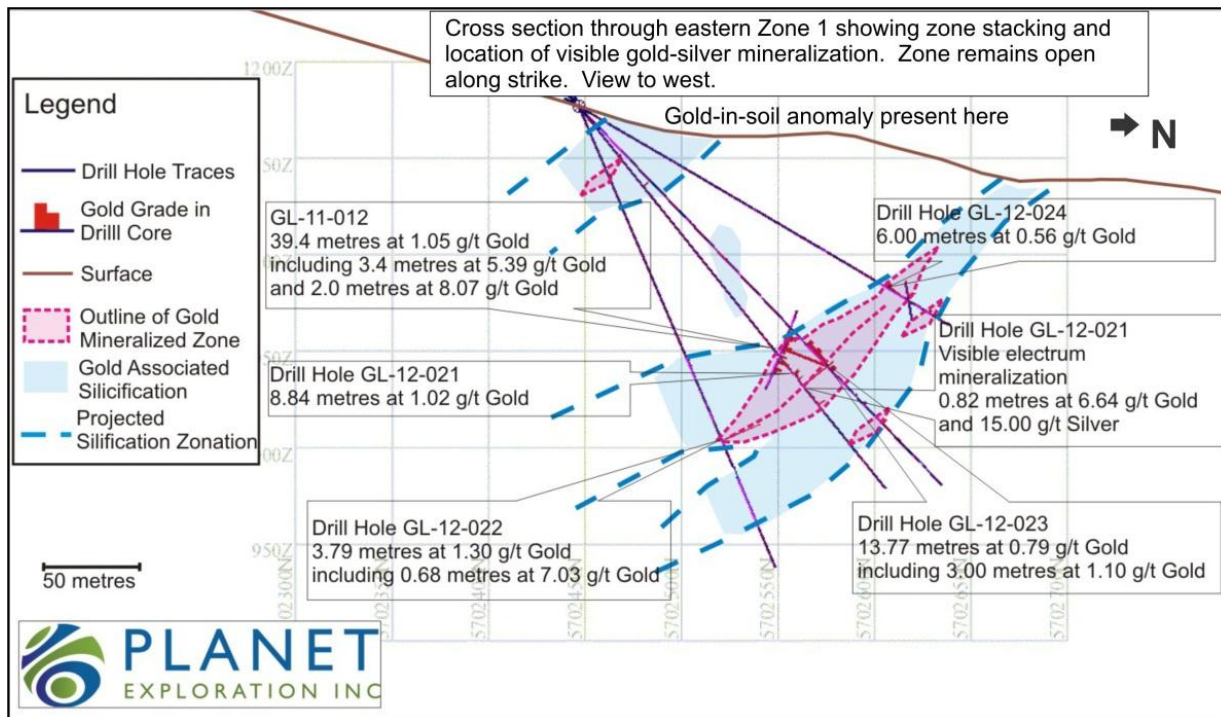 Cross section through eastern Zone 1 showing zone stacking and
location of visible gold-silver mineralization. Zone remains open
along strike. View to west.
1200Z
Gold-in-soil anomaly present here
N
Legend
Drill Hole Traces
Gold Grade in
Drilll Core
Surface
Outline of Gold
Mineralized Zone
Gold Associated
Silicification
Projected
Silification Zonation
50 metres
GL-11-012
39.4 metres at 1.05 g/t Gold
including 3.4 metres at 5.39 g/t Gold
and 2.0 metres at 8.07 g/t Gold
Drill Hole GL-12-024
6.00 metres at 0.56 g/t Gold
Drill Hole GL-12-021
8.84 metres at 1.02 g/t Gold
Drill Hole GL-12-021
Visible electrum
mineralization
0.82 metres at 6.64 g/t Gold
and 15.00 g/t Silver
Drill Hole GL-12-022
3.79 metres at 1.30 g/t Gold
including 0.68 metres at 7.03 g/t Gold
Drill Hole GL-12-023
13.77 metres at 0.79 g/t Gold
including 3.00 metres at 1.10 g/t Gold
950Z
5702300N
5702450N
5702500N
5702550N
5702700N
PLANET
EXPLORATION INC